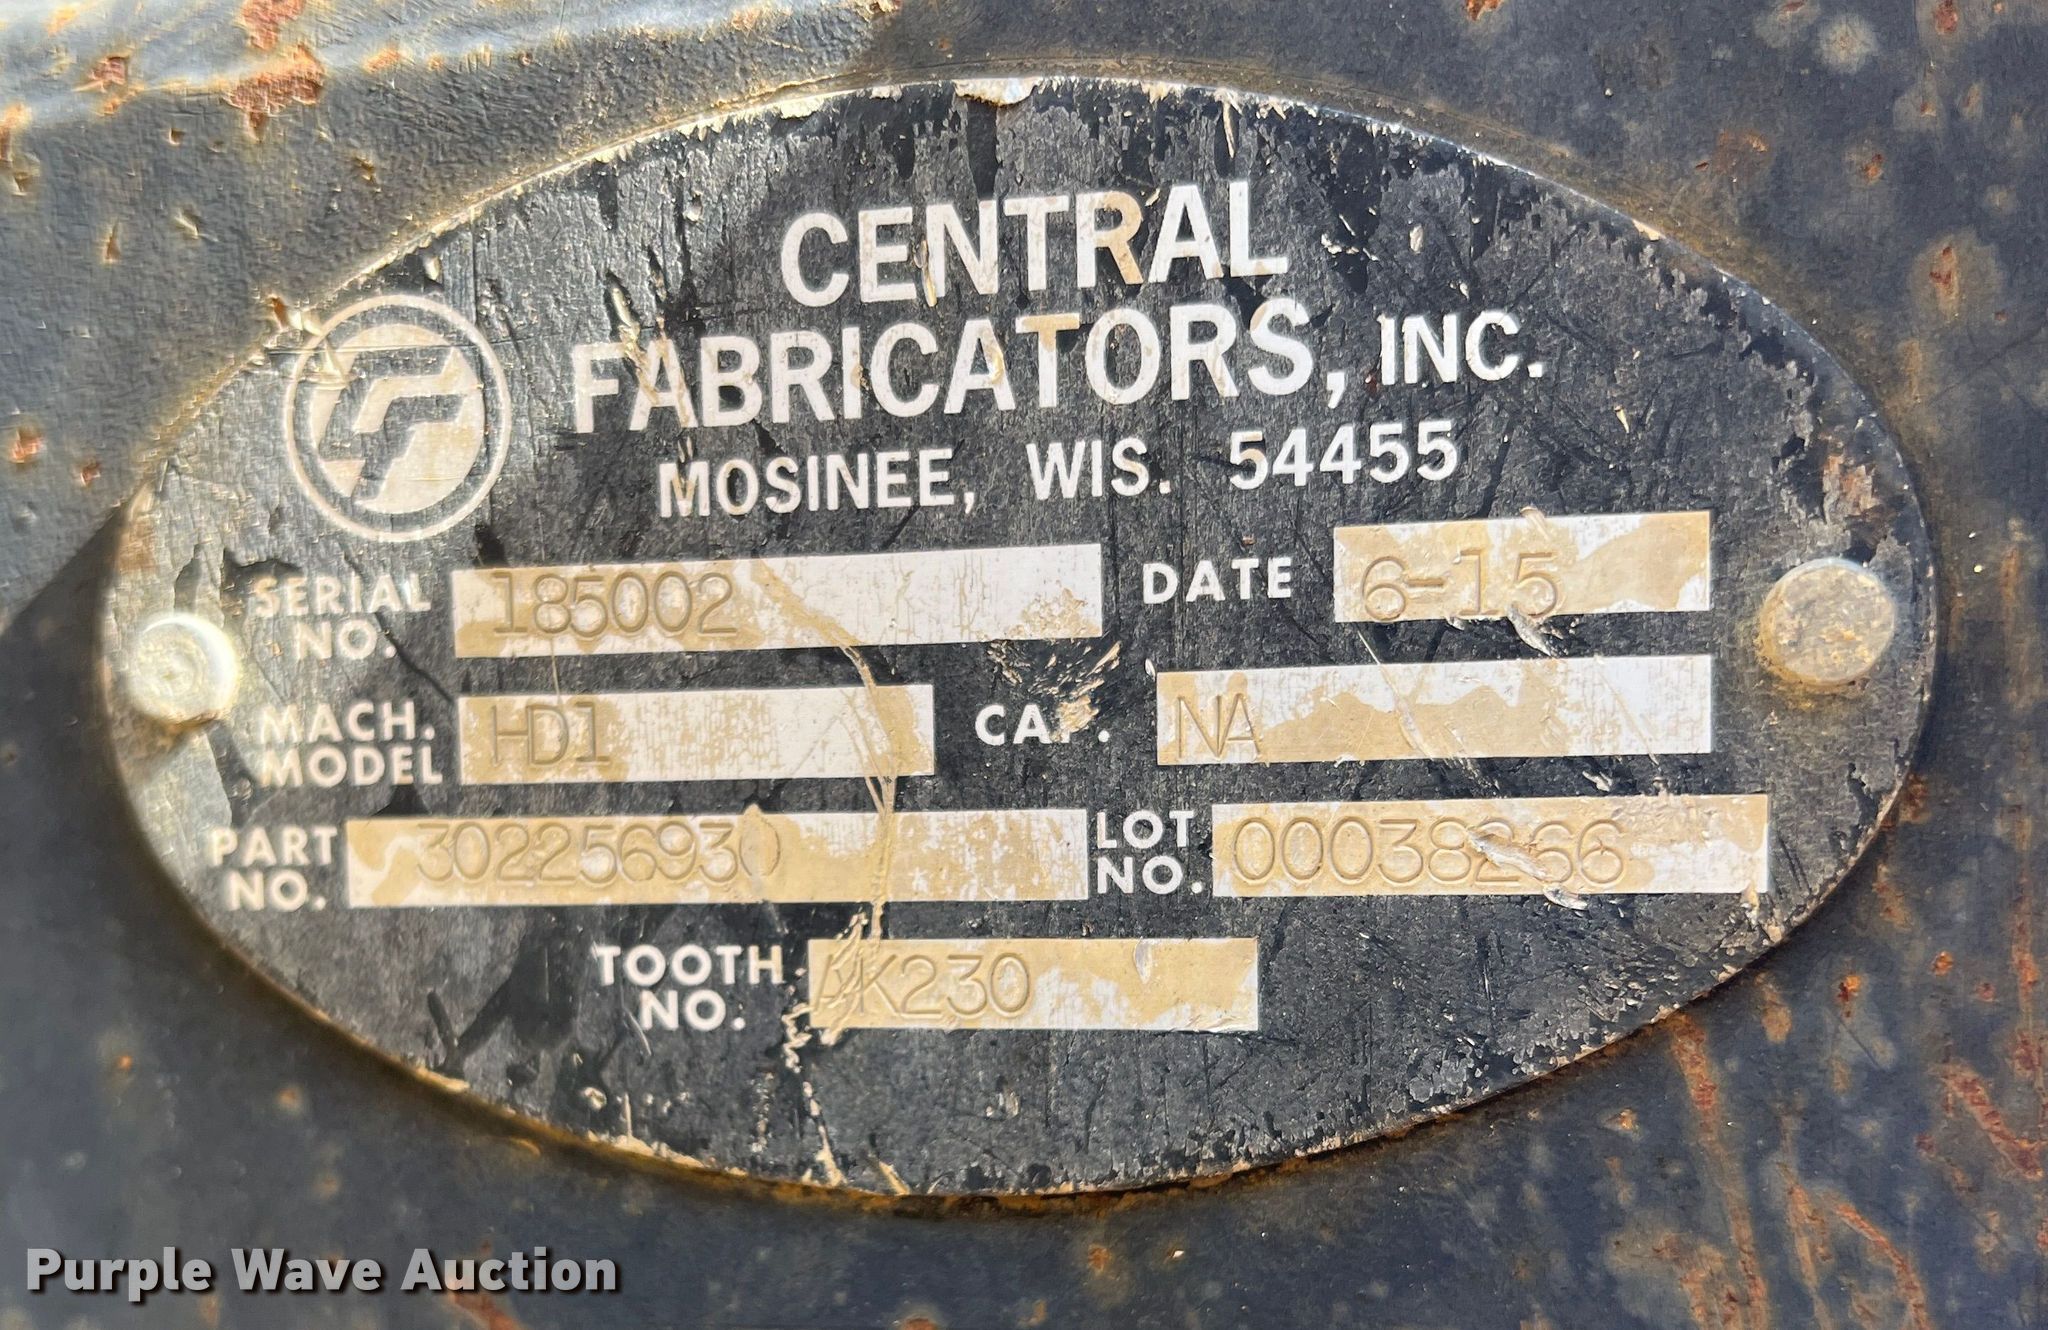 CENTRAL
FABRICATORS, INC.
MOSINEE, WIS. 54455
SERIAL NO. 185002 DATE 6-15
MACH. MODEL HD1 CAP. NA
PART NO. 302256930 LOT NO. 00038266
TOOTH NO. AK230
Purple Wave Auction